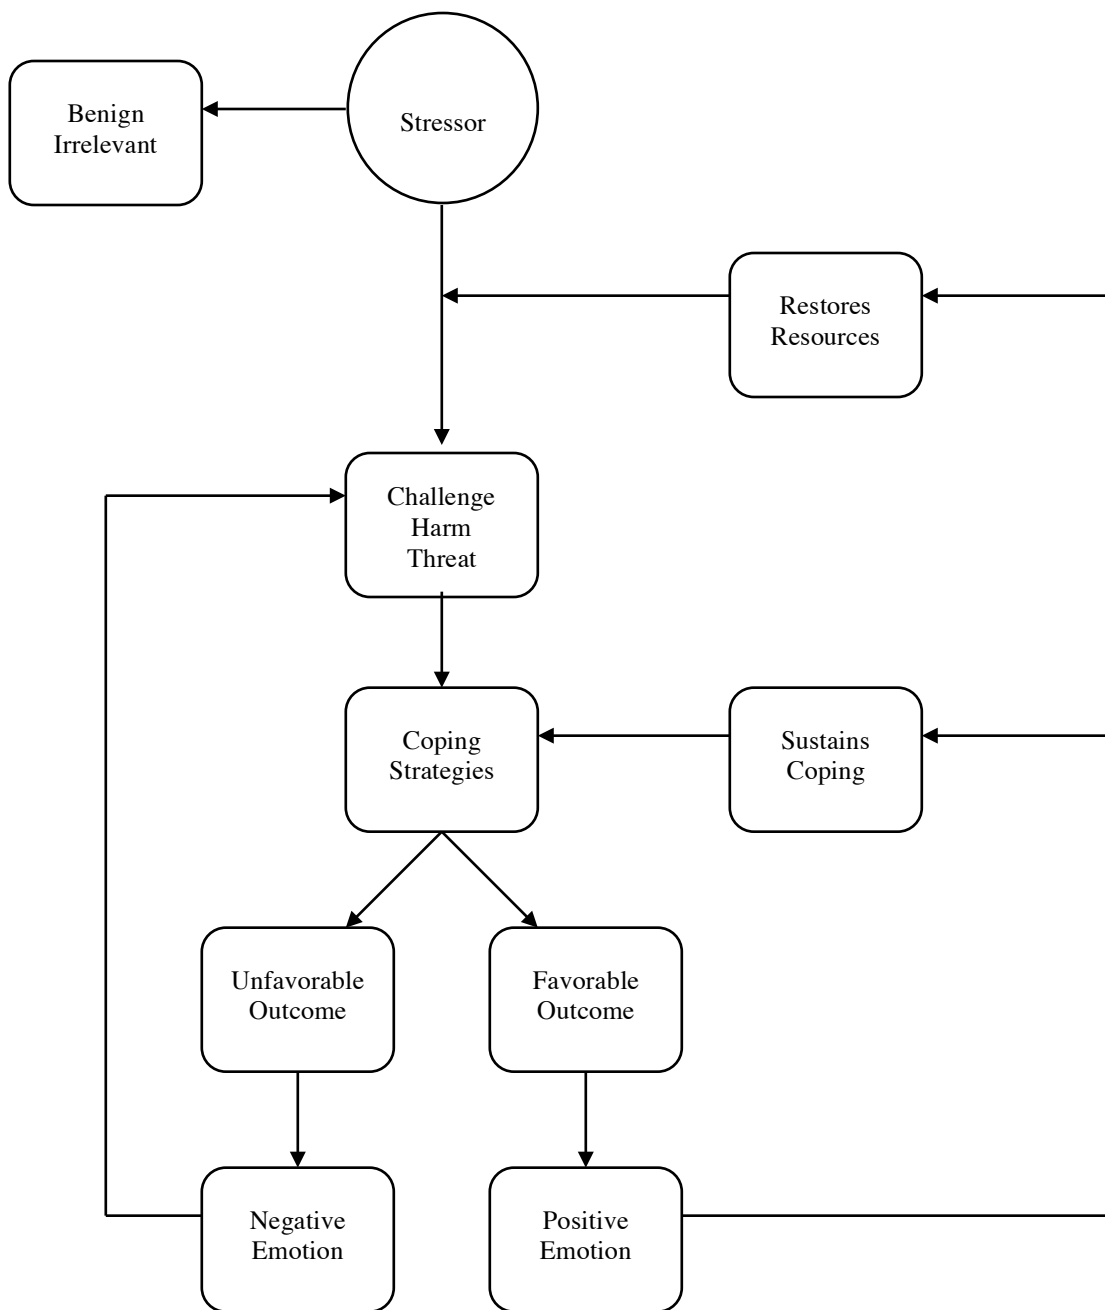 Stressor
Benign
Irrelevant
Restores
Resources
Challenge
Harm
Threat
Coping
Strategies
Sustains
Coping
Unfavorable
Outcome
Favorable
Outcome
Negative
Emotion
Positive
Emotion